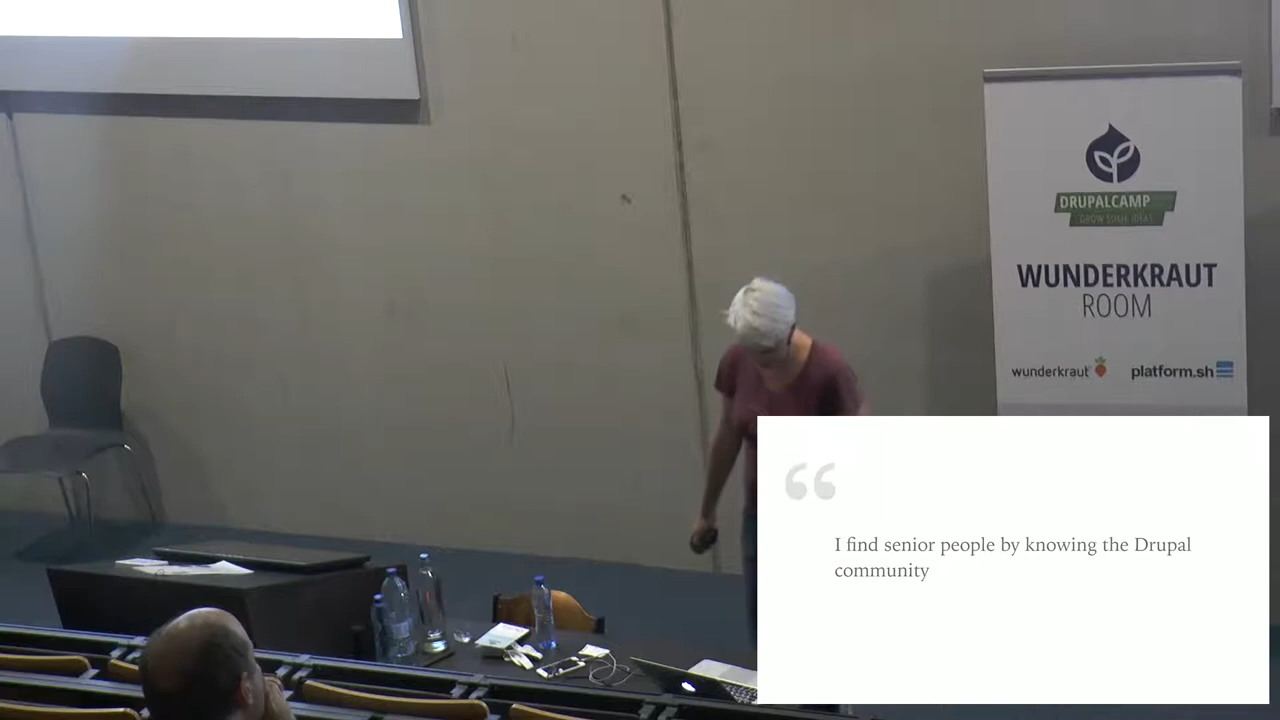 DRUPALCAMP
GROW SOME IDEAS
WUNDERKRAUT
ROOM
wunderkraut
platform.sh
“
I find senior people by knowing the Drupal
community